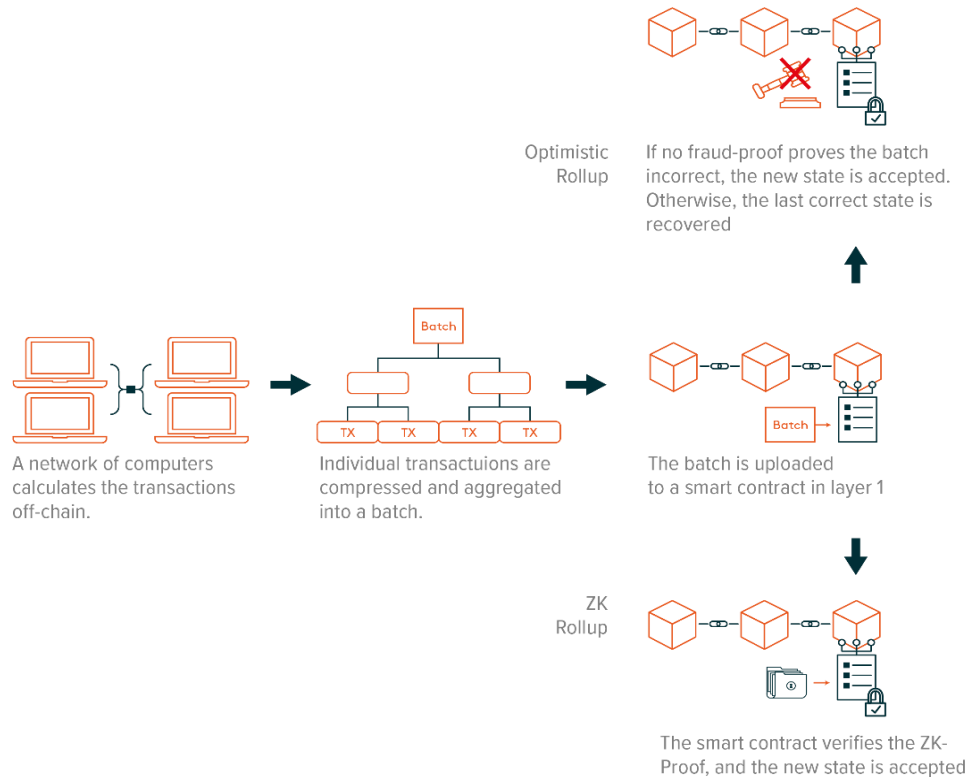 Optimistic
Rollup
If no fraud-proof proves the batch
incorrect, the new state is accepted.
Otherwise, the last correct state is
recovered
Batch
TX
TX
TX
TX
Batch
A network of computers
calculates the transactions
off-chain.
Individual transactuions are
compressed and aggregated
into a batch.
The batch is uploaded
to a smart contract in layer 1
ZK
Rollup
The smart contract verifies the ZK-
Proof, and the new state is accepted